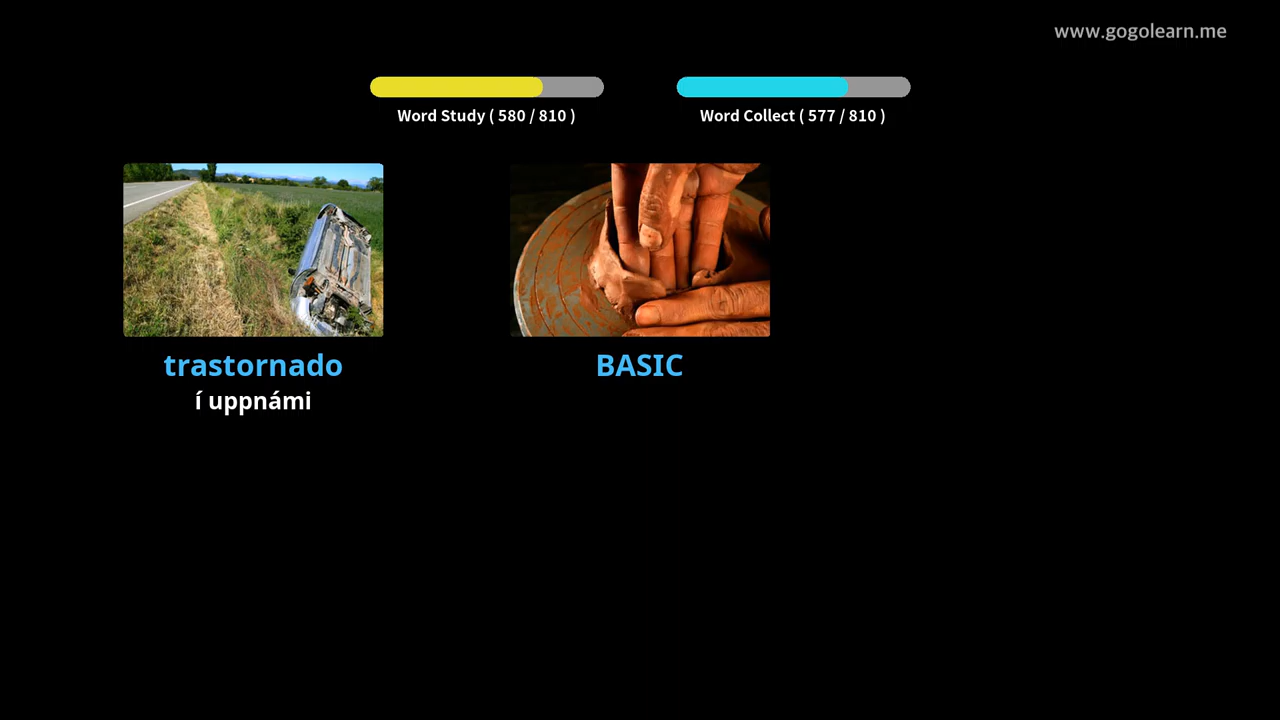 www.gogolearn.me
Word Study ( 580 / 810 )
Word Collect ( 577 / 810 )
trastornado
í uppnámi
BASIC